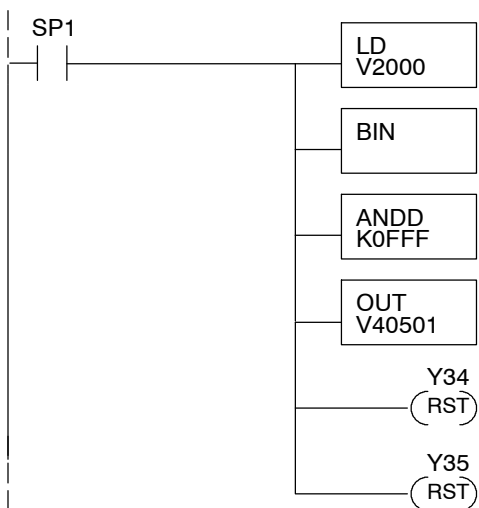 SP1
LD
V2000
BIN
ANDD
K0FFF
OUT
V40501
Y34
RST
Y35
RST